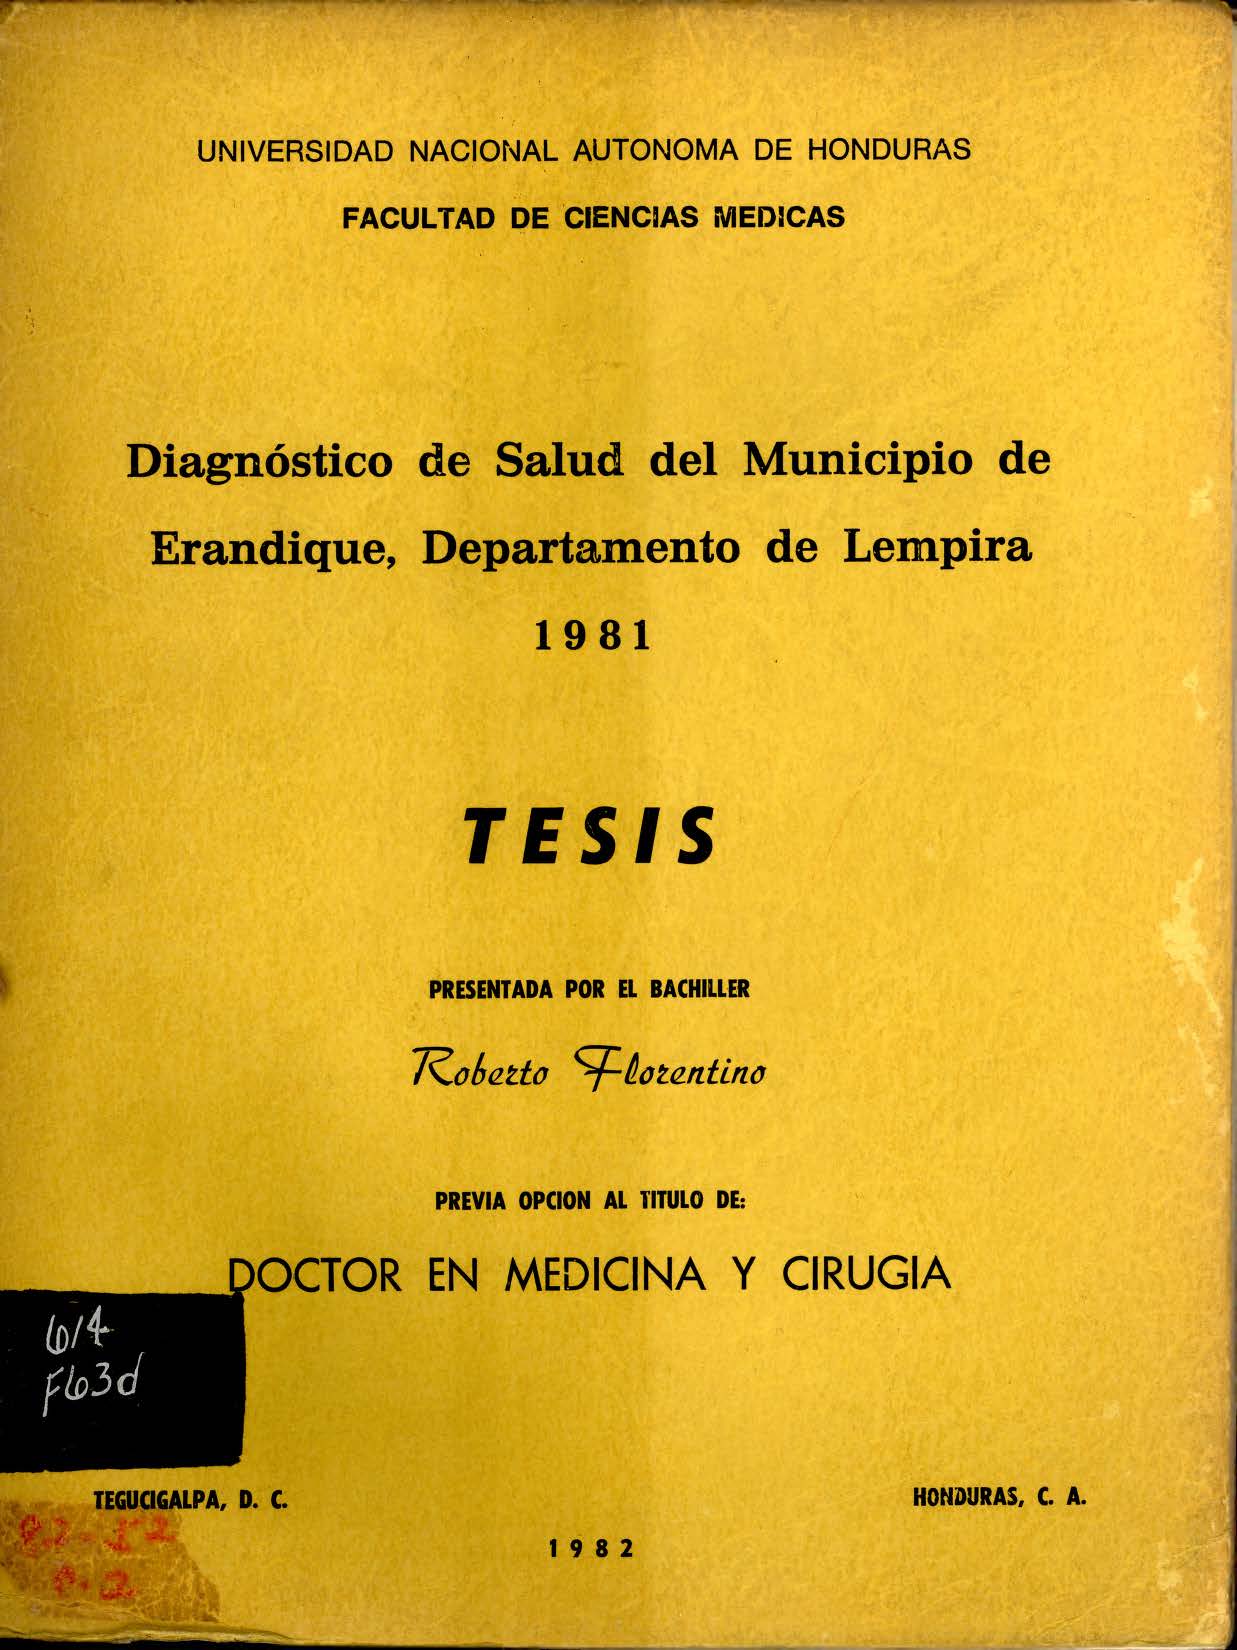 UNIVERSIDAD NACIONAL AUTONOMA DE HONDURAS
FACULTAD DE CIENCIAS MEDICAS
Diagnóstico de Salud del Municipio de
Erandique, Departamento de Lempira
1981
TESIS
PRESENTADA POR EL BACHILLER
Roberto Florentino
PREVIA OPCION AL TITULO DE:
DOCTOR EN MEDICINA Y CIRUGIA
614
F63d
TEGUCIGALPA, D. C.
HONDURAS, C. A.
1982